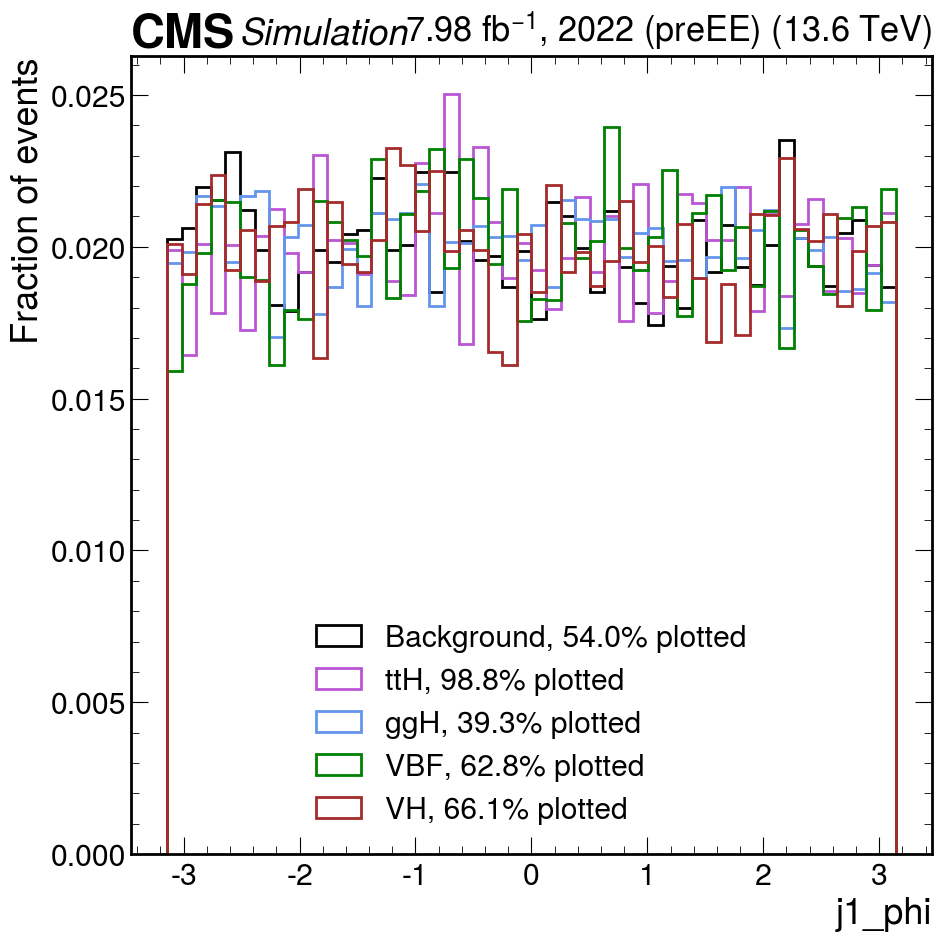 CMS Simulation 7.98 fb⁻¹, 2022 (preEE) (13.6 TeV)
Fraction of events
0.025
0.020
0.015
0.010
0.005
0.000
Background, 54.0% plotted
ttH, 98.8% plotted
ggH, 39.3% plotted
VBF, 62.8% plotted
VH, 66.1% plotted
-3 -2 -1 0 1 2 3
j1_phi